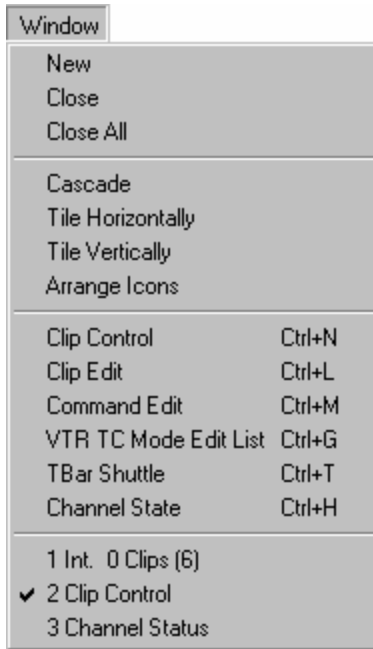 Window
New
Close
Close All
Cascade
Tile Horizontally
Tile Vertically
Arrange Icons
Clip Control Ctrl+N
Clip Edit Ctrl+L
Command Edit Ctrl+M
VTR TC Mode Edit List Ctrl+G
TBar Shuttle Ctrl+T
Channel State Ctrl+H
1 Int. 0 Clips (6)
2 Clip Control
3 Channel Status